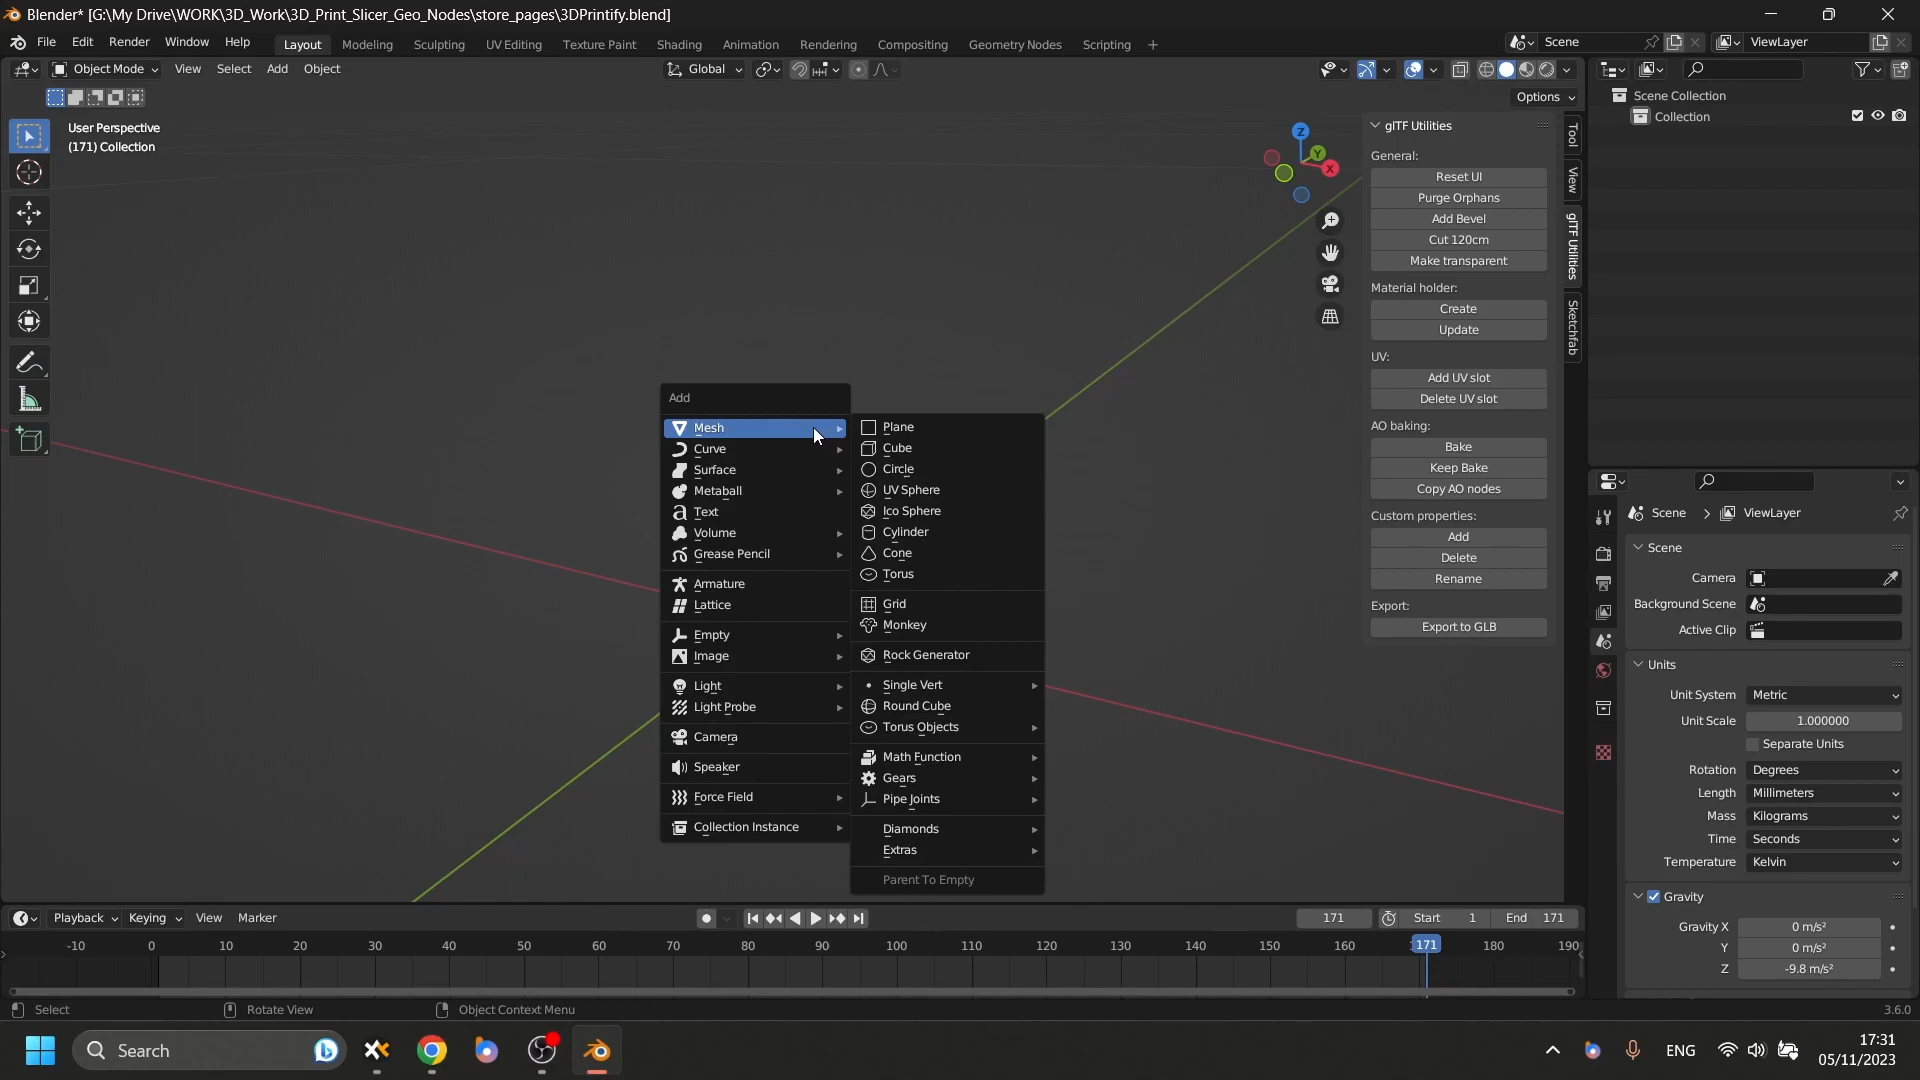 Blender* [G:\My Drive\WORK\3D_Work\3D_Print_Slicer_Geo_Nodes\store_pages\3DPrintify.blend]
File Edit Render Window Help Layout Modeling Sculpting UV Editing Texture Paint Shading Animation Rendering Compositing Geometry Nodes Scripting + Scene ViewLayer
Object Mode View Select Add Object Global
Options
User Perspective
(171) Collection
Z
Y
X
glTF Utilities
General:
Reset UI
Purge Orphans
Add Bevel
Cut 120cm
Make transparent
Material holder:
Create
Update
UV:
Add UV slot
Delete UV slot
AO baking:
Bake
Keep Bake
Copy AO nodes
Custom properties:
Add
Delete
Rename
Export:
Export to GLB
Tool
View
glTF Utilities
Sketchfab
Add
Mesh
Curve
Surface
Metaball
Text
Volume
Grease Pencil
Armature
Lattice
Empty
Image
Light
Light Probe
Camera
Speaker
Force Field
Collection Instance
Plane
Cube
Circle
UV Sphere
Ico Sphere
Cylinder
Cone
Torus
Grid
Monkey
Rock Generator
Single Vert
Round Cube
Torus Objects
Math Function
Gears
Pipe Joints
Diamonds
Extras
Parent To Empty
Scene Collection
Collection
Scene > ViewLayer
Scene
Camera
Background Scene
Active Clip
Units
Unit System Metric
Unit Scale 1.000000
Separate Units
Rotation Degrees
Length Millimeters
Mass Kilograms
Time Seconds
Temperature Kelvin
Gravity
Gravity X 0 m/s²
Y 0 m/s²
Z -9.8 m/s²
Playback Keying View Marker 171 Start 1 End 171
-10 0 10 20 30 40 50 60 70 80 90 100 110 120 130 140 150 160 171 180 190
Select Rotate View Object Context Menu 3.6.0
Search ENG 17:31
05/11/2023